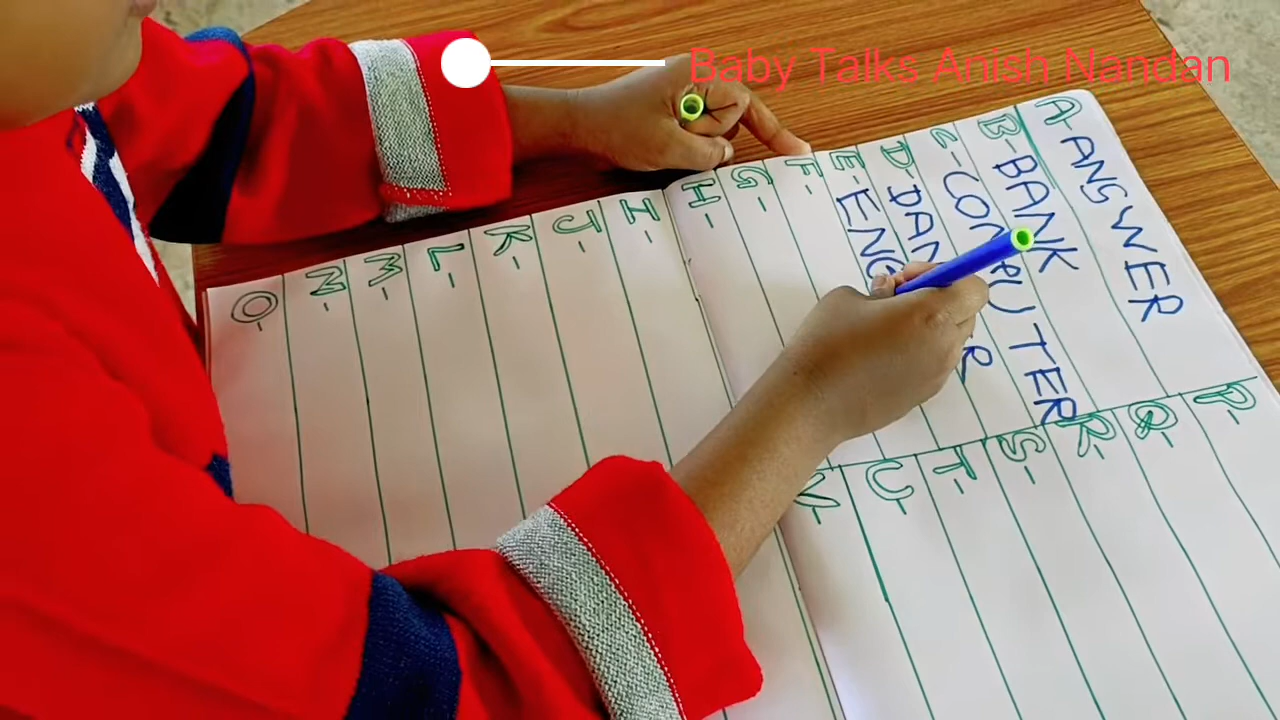 Baby Talks Anish Nandan
A-ANSWER
B-BANK
C-COMPUTER
D-DAN
E-ENG
F-
G-
H-
I-
J-
K-
L-
M-
N-
O-
P-
Q-
R-
S-
T-
U-
V-